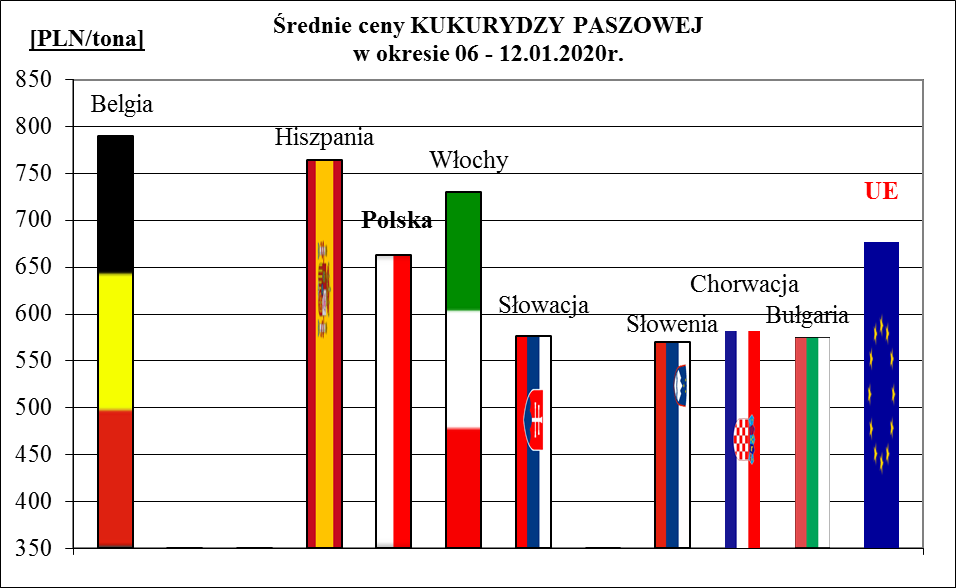 Średnie ceny KUKURYDZY PASZOWEJ
w okresie 06 - 12.01.2020r.
[PLN/tona]
850
800
750
700
650
600
550
500
450
400
350
Belgia
Hiszpania
Polska
Włochy
Słowacja
Słowenia
Chorwacja
Bułgaria
UE